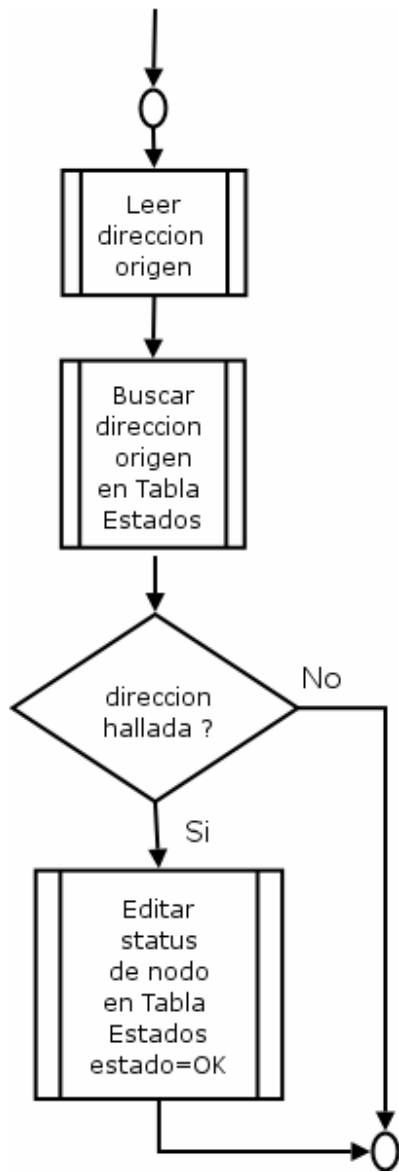 Leer
direccion
origen
Buscar
direccion
origen
en Tabla
Estados
direccion
hallada ?
No
Si
Editar
status
de nodo
en Tabla
Estados
estado=OK